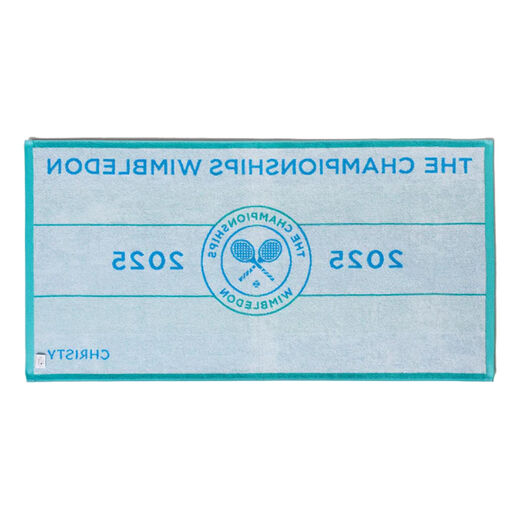 THE CHAMPIONSHIPS WIMBLEDON
2025
THE CHAMPIONSHIPS
WIMBLEDON
2025
CHRISTY